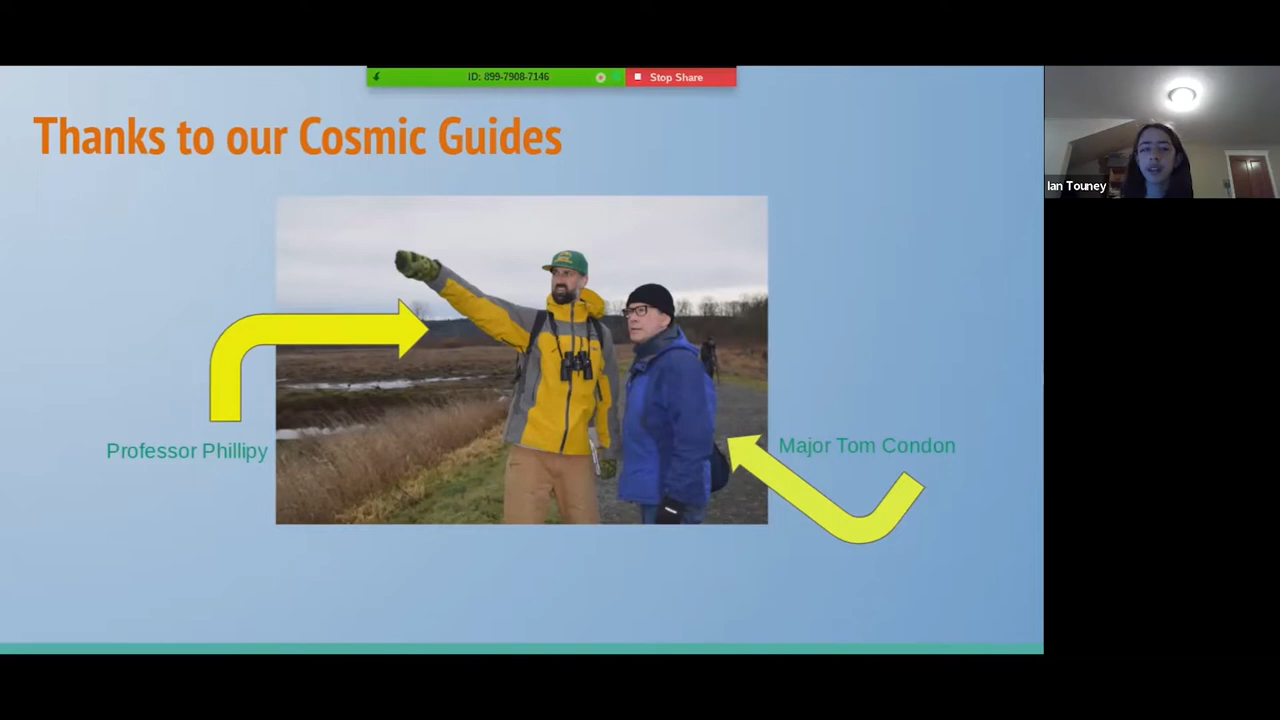 ID: 899-7908-7146
Stop Share
Thanks to our Cosmic Guides
Ian Touney
Professor Phillipy
Major Tom Condon